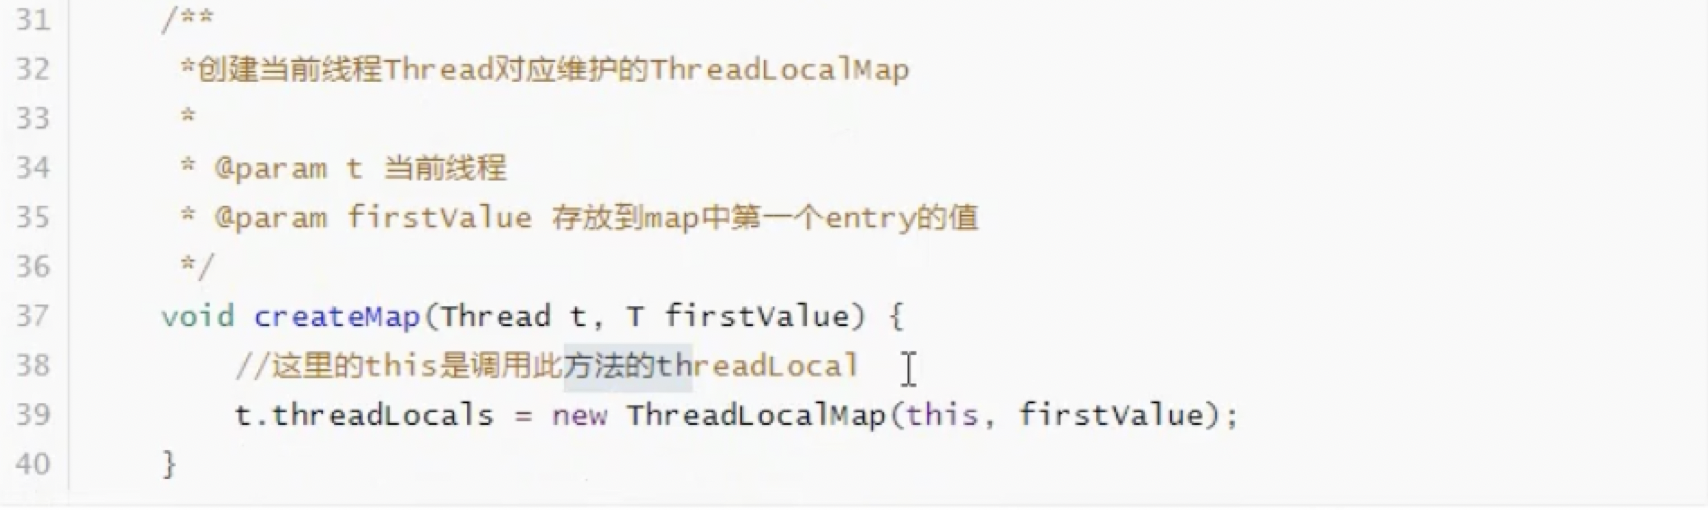 31 /**
32 *创建当前线程Thread对应维护的ThreadLocalMap
33 *
34 * @param t 当前线程
35 * @param firstValue 存放到map中第一个entry的值
36 */
37 void createMap(Thread t, T firstValue) {
38 //这里的this是调用此方法的threadLocal
39 t.threadLocals = new ThreadLocalMap(this, firstValue);
40 }